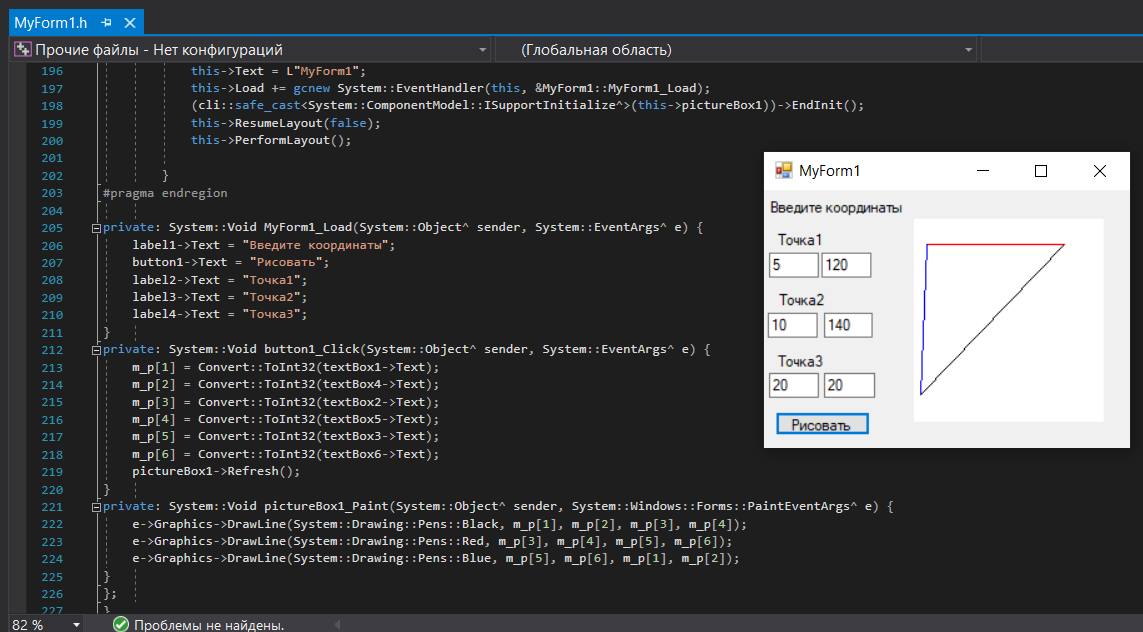 MyForm1.h
Прочие файлы - Нет конфигураций (Глобальная область)
196 this->Text = L"MyForm1";
197 this->Load += gcnew System::EventHandler(this, &MyForm1::MyForm1_Load);
198 (cli::safe_cast<System::ComponentModel::ISupportInitialize^>(this->pictureBox1))->EndInit();
199 this->ResumeLayout(false);
200 this->PerformLayout();
201
202 }
203 #pragma endregion
204
205 private: System::Void MyForm1_Load(System::Object^ sender, System::EventArgs^ e) {
206 label1->Text = "Введите координаты";
207 button1->Text = "Рисовать";
208 label2->Text = "Точка1";
209 label3->Text = "Точка2";
210 label4->Text = "Точка3";
211 }
212 private: System::Void button1_Click(System::Object^ sender, System::EventArgs^ e) {
213 m_p[1] = Convert::ToInt32(textBox1->Text);
214 m_p[2] = Convert::ToInt32(textBox4->Text);
215 m_p[3] = Convert::ToInt32(textBox2->Text);
216 m_p[4] = Convert::ToInt32(textBox5->Text);
217 m_p[5] = Convert::ToInt32(textBox3->Text);
218 m_p[6] = Convert::ToInt32(textBox6->Text);
219 pictureBox1->Refresh();
220 }
221 private: System::Void pictureBox1_Paint(System::Object^ sender, System::Windows::Forms::PaintEventArgs^ e) {
222 e->Graphics->DrawLine(System::Drawing::Pens::Black, m_p[1], m_p[2], m_p[3], m_p[4]);
223 e->Graphics->DrawLine(System::Drawing::Pens::Red, m_p[3], m_p[4], m_p[5], m_p[6]);
224 e->Graphics->DrawLine(System::Drawing::Pens::Blue, m_p[5], m_p[6], m_p[1], m_p[2]);
225 }
226 };
227 }
82 % Проблемы не найдены.
MyForm1
Введите координаты
Точка1
5 120
Точка2
10 140
Точка3
20 20
Рисовать